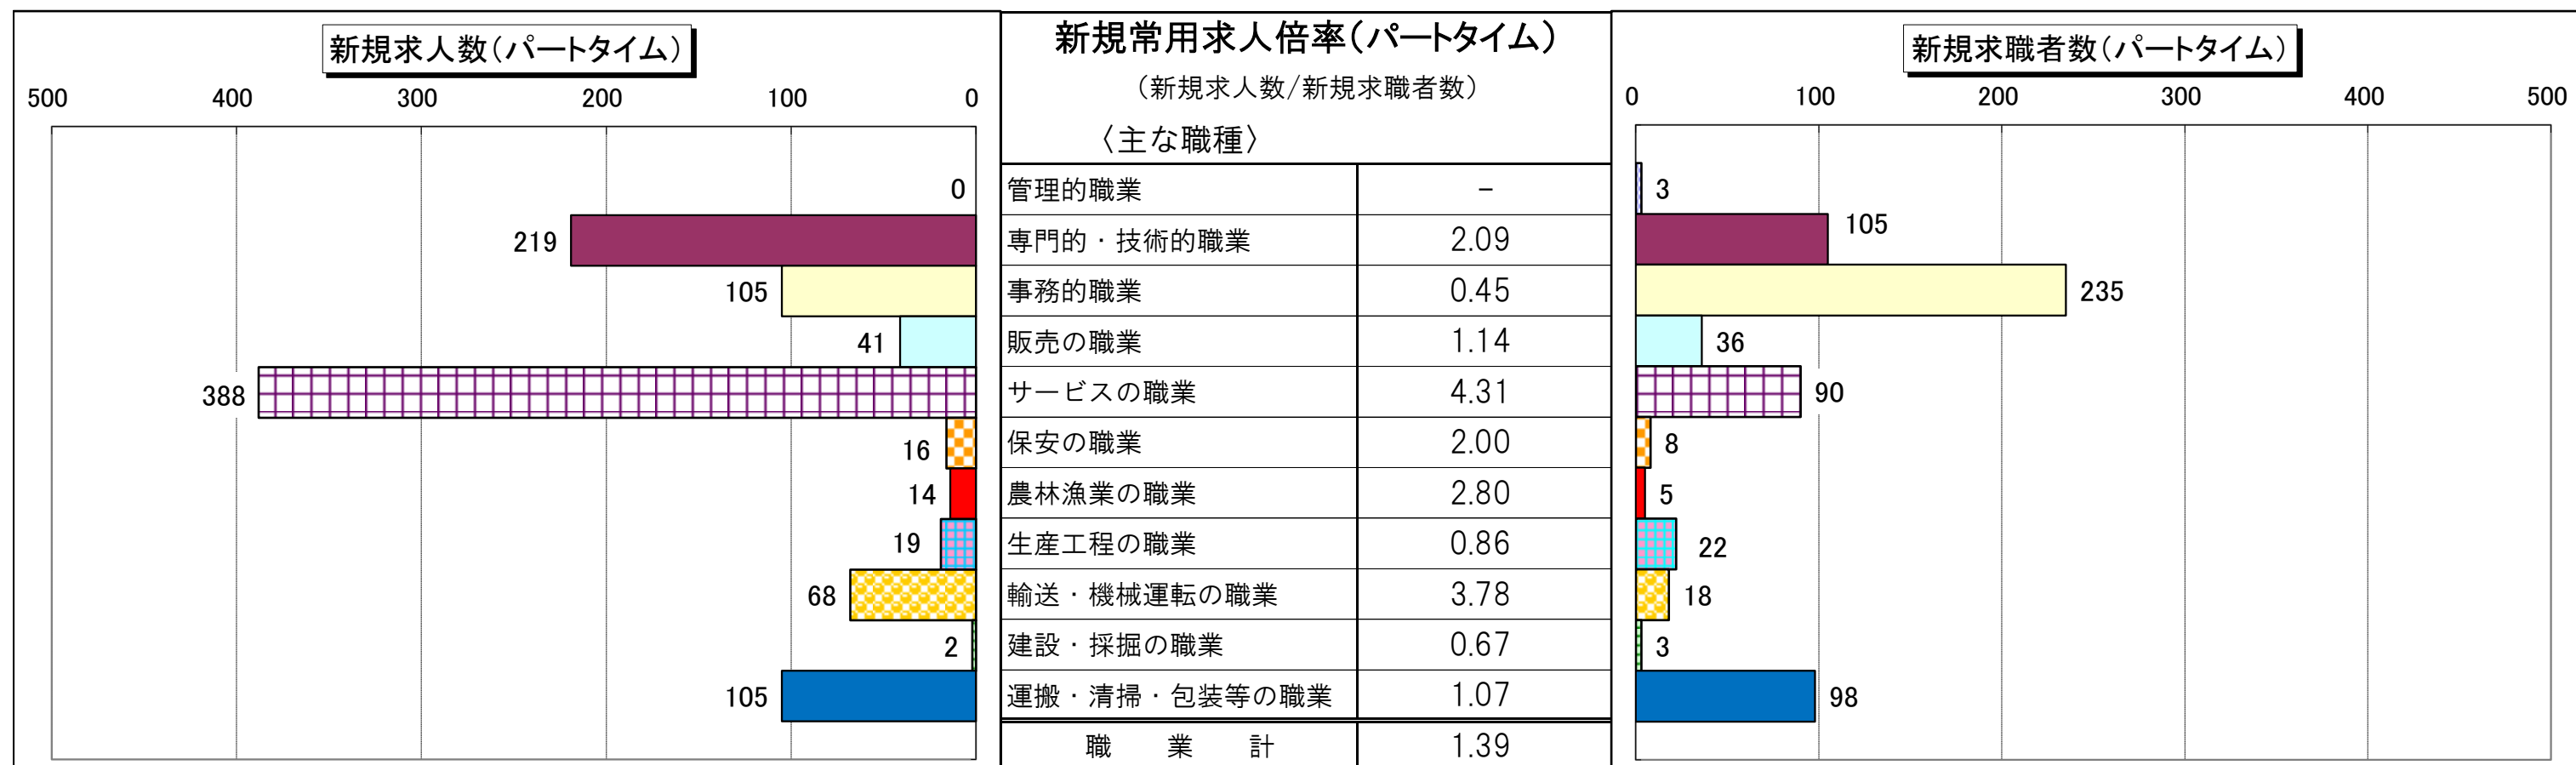 新規求人数(パートタイム)
500 400 300 200 100 0
0
219
105
41
388
16
14
19
68
2
105
新規常用求人倍率(パートタイム)
(新規求人数/新規求職者数)
〈主な職種〉
管理的職業 －
専門的・技術的職業 2.09
事務的職業 0.45
販売の職業 1.14
サービスの職業 4.31
保安の職業 2.00
農林漁業の職業 2.80
生産工程の職業 0.86
輸送・機械運転の職業 3.78
建設・採掘の職業 0.67
運搬・清掃・包装等の職業 1.07
職 業 計 1.39
新規求職者数(パートタイム)
0 100 200 300 400 500
3
105
235
36
90
8
5
22
18
3
98